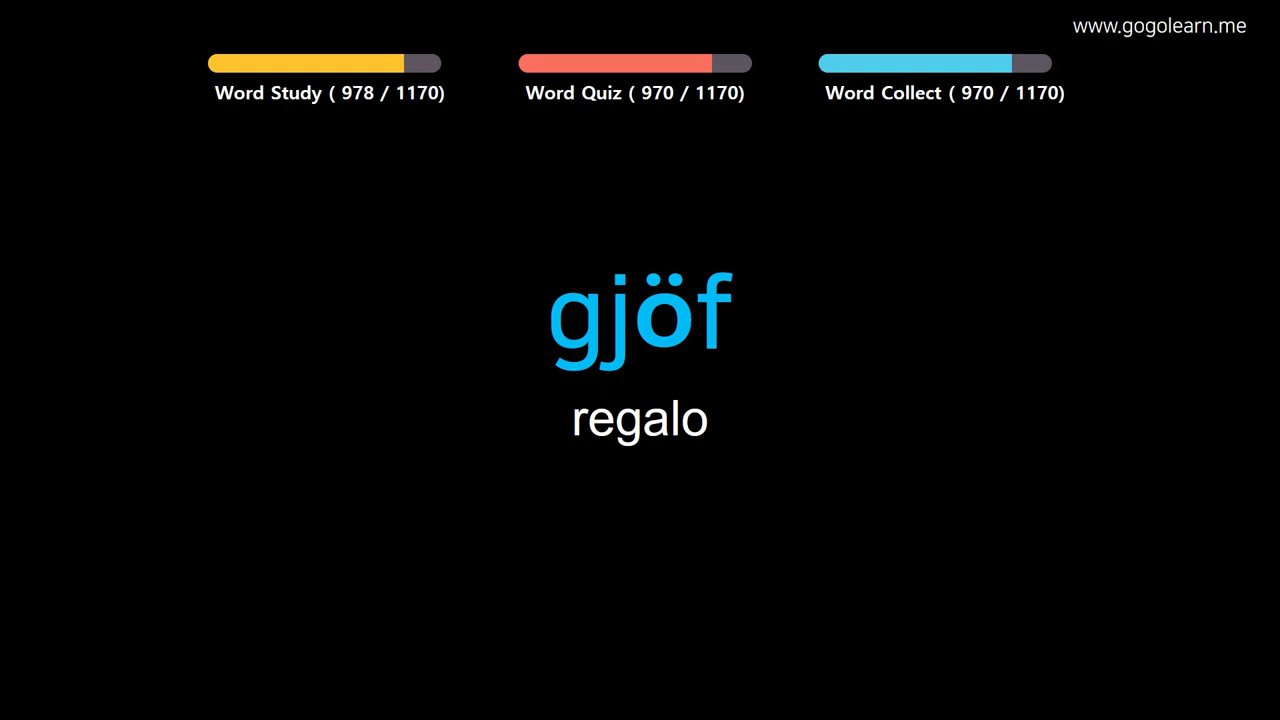 www.gogolearn.me
Word Study ( 978 / 1170)
Word Quiz ( 970 / 1170)
Word Collect ( 970 / 1170)
gjöf
regalo